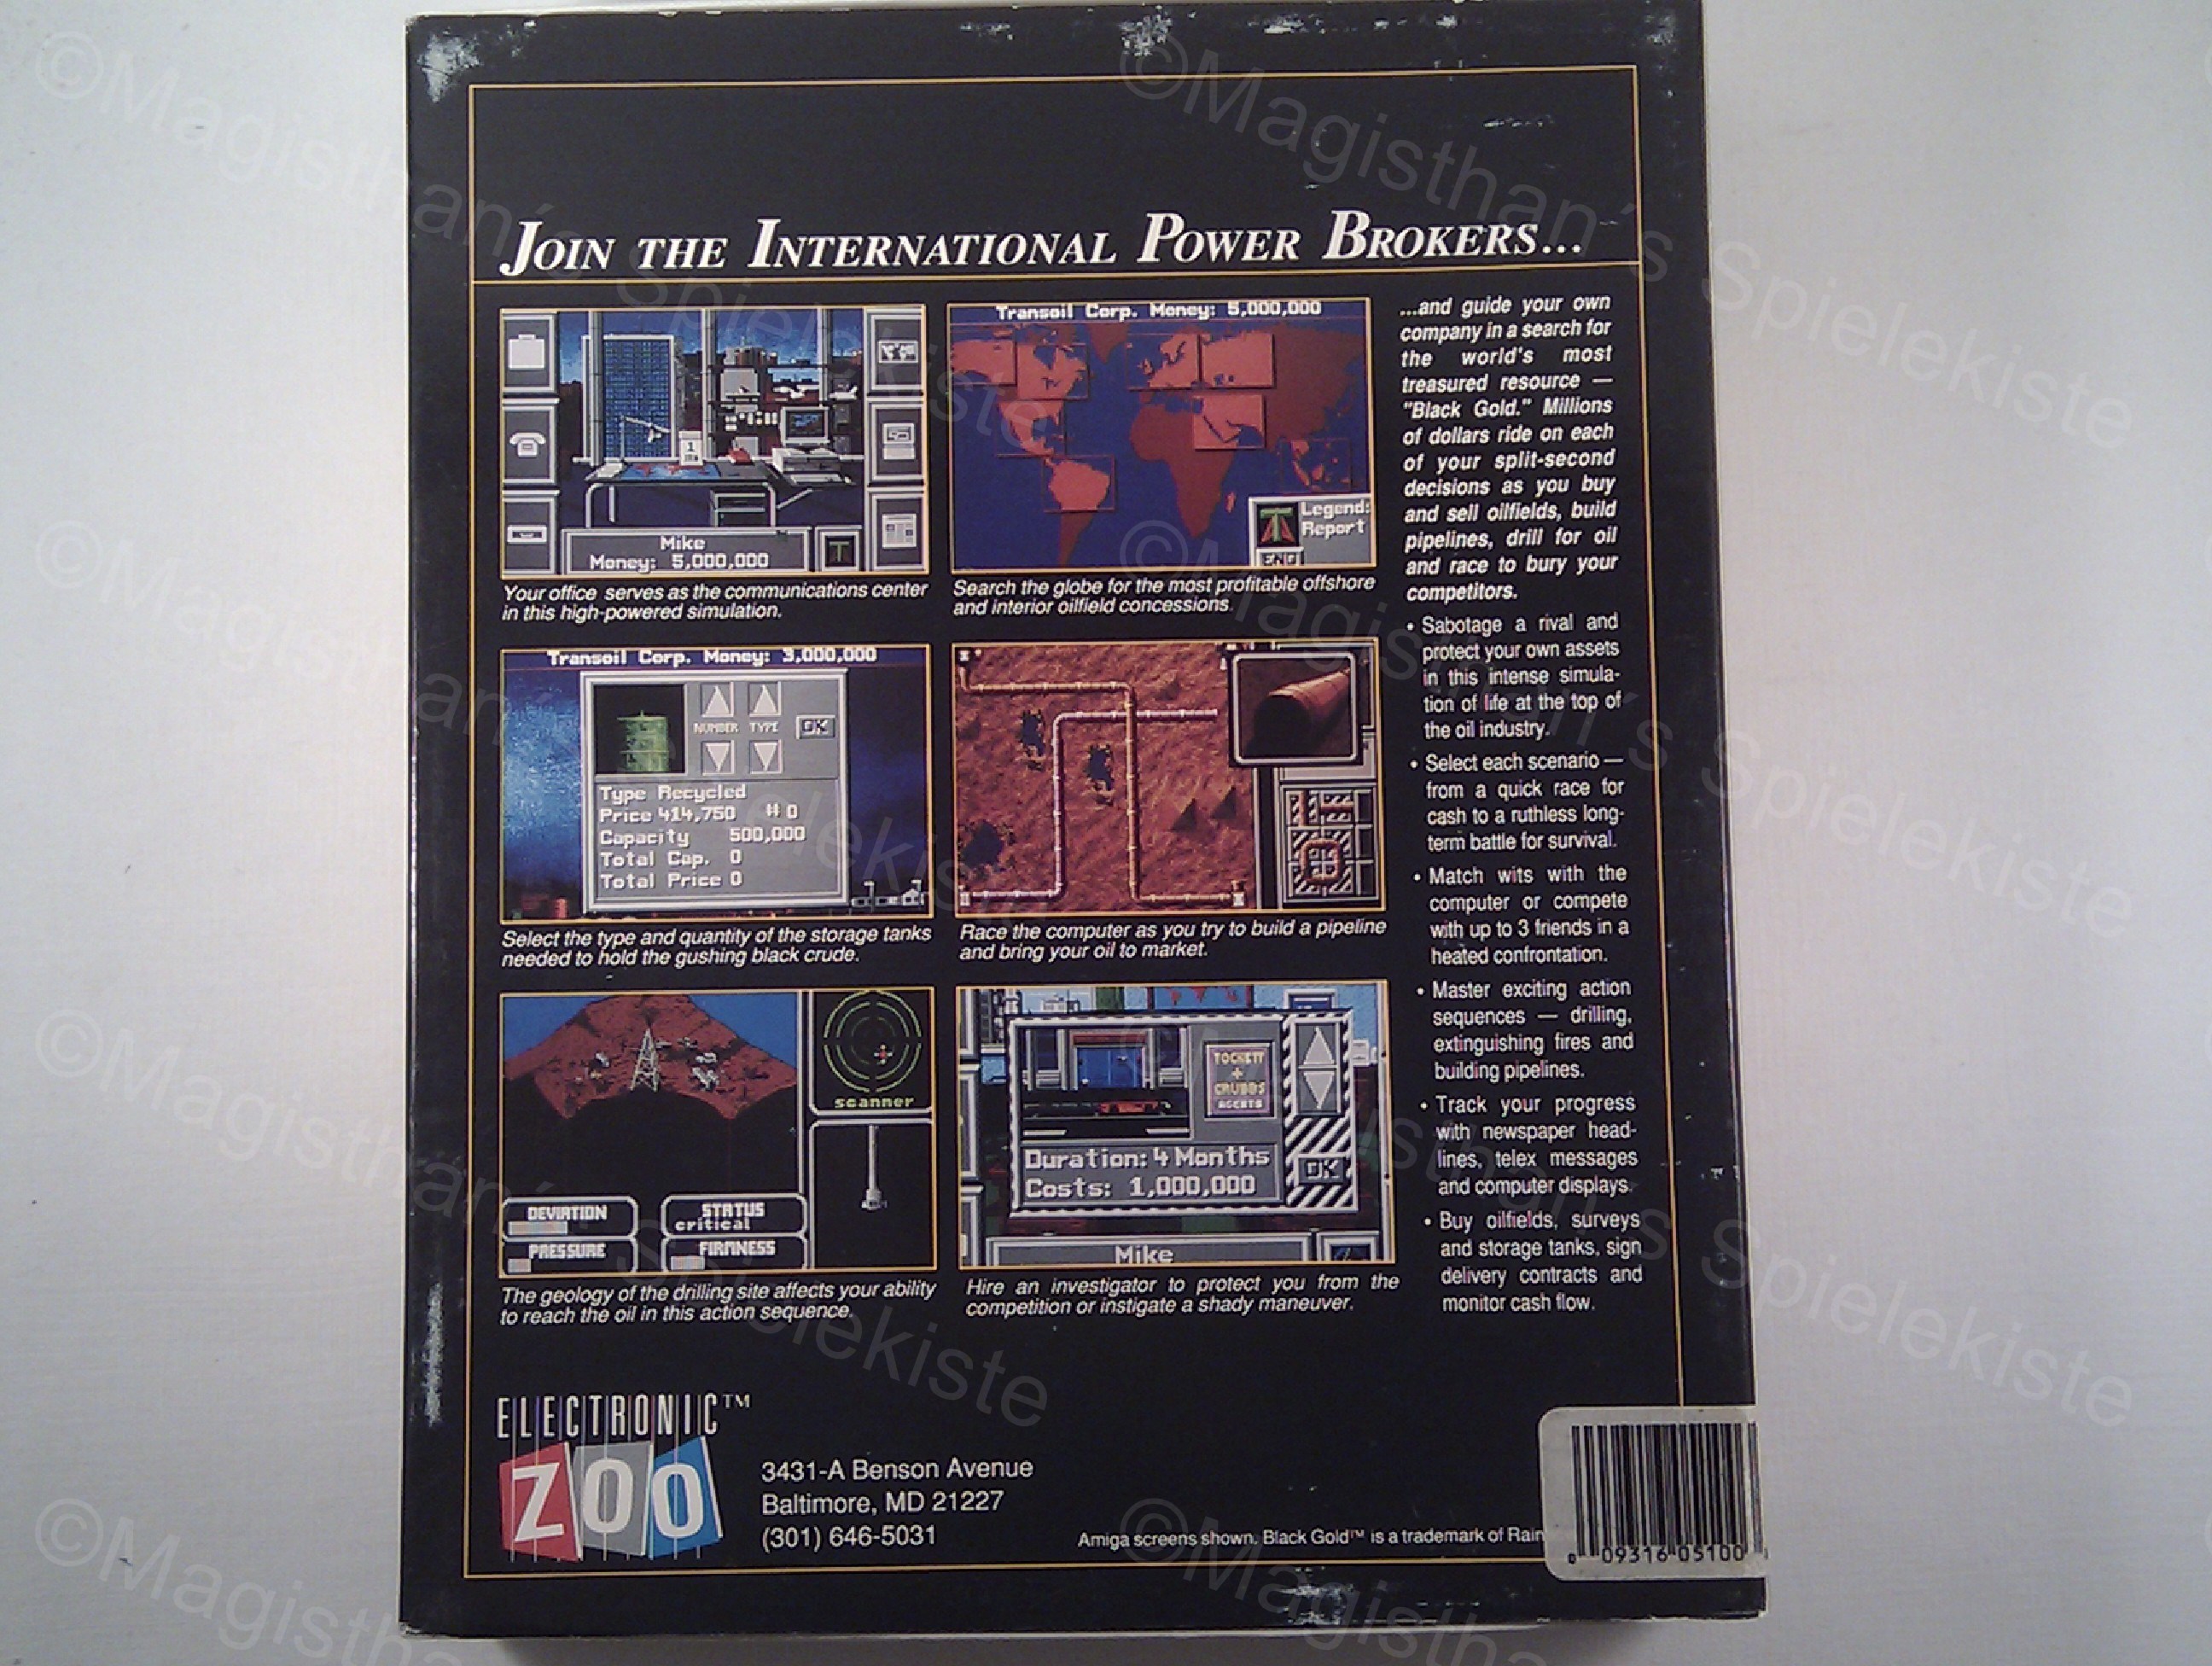 JOIN THE INTERNATIONAL POWER BROKERS...
Mike
Money: 5,000,000
Your office serves as the communications center
in this high-powered simulation.
Transoil Corp. Money: 5,000,000
Legend:
Report
END
Search the globe for the most profitable offshore
and interior oilfield concessions.
Transoil Corp. Money: 3,000,000
NUMBER TYPE OK
Type Recycled
Price 414,750 # 0
Capacity 500,000
Total Cap. 0
Total Price 0
Select the type and quantity of the storage tanks
needed to hold the gushing black crude.
Race the computer as you try to build a pipeline
and bring your oil to market.
scanner
DEVIATION
STATUS
critical
PRESSURE
FIRMNESS
The geology of the drilling site affects your ability
to reach the oil in this action sequence.
TOCKETT
+
CRUBBS
AGENTS
Duration: 4 Months
Costs: 1,000,000
OK
Mike
Hire an investigator to protect you from the
competition or instigate a shady maneuver.
...and guide your own
company in a search for
the world's most
treasured resource —
"Black Gold." Millions
of dollars ride on each
of your split-second
decisions as you buy
and sell oilfields, build
pipelines, drill for oil
and race to bury your
competitors.
• Sabotage a rival and
protect your own assets
in this intense simula-
tion of life at the top of
the oil industry.
• Select each scenario —
from a quick race for
cash to a ruthless long-
term battle for survival.
• Match wits with the
computer or compete
with up to 3 friends in a
heated confrontation.
• Master exciting action
sequences — drilling,
extinguishing fires and
building pipelines.
• Track your progress
with newspaper head-
lines, telex messages
and computer displays.
• Buy oilfields, surveys
and storage tanks, sign
delivery contracts and
monitor cash flow.
ELECTRONIC™
ZOO
3431-A Benson Avenue
Baltimore, MD 21227
(301) 646-5031
Amiga screens shown. Black Gold™ is a trademark of Rain
0 09316 05100
©Magisthan´s Spielekiste
©Magisthan´s Spielekiste
©Magisthan´s Spielekiste
©Magisthan´s Spielekiste
©Magisthan´s Spielekiste